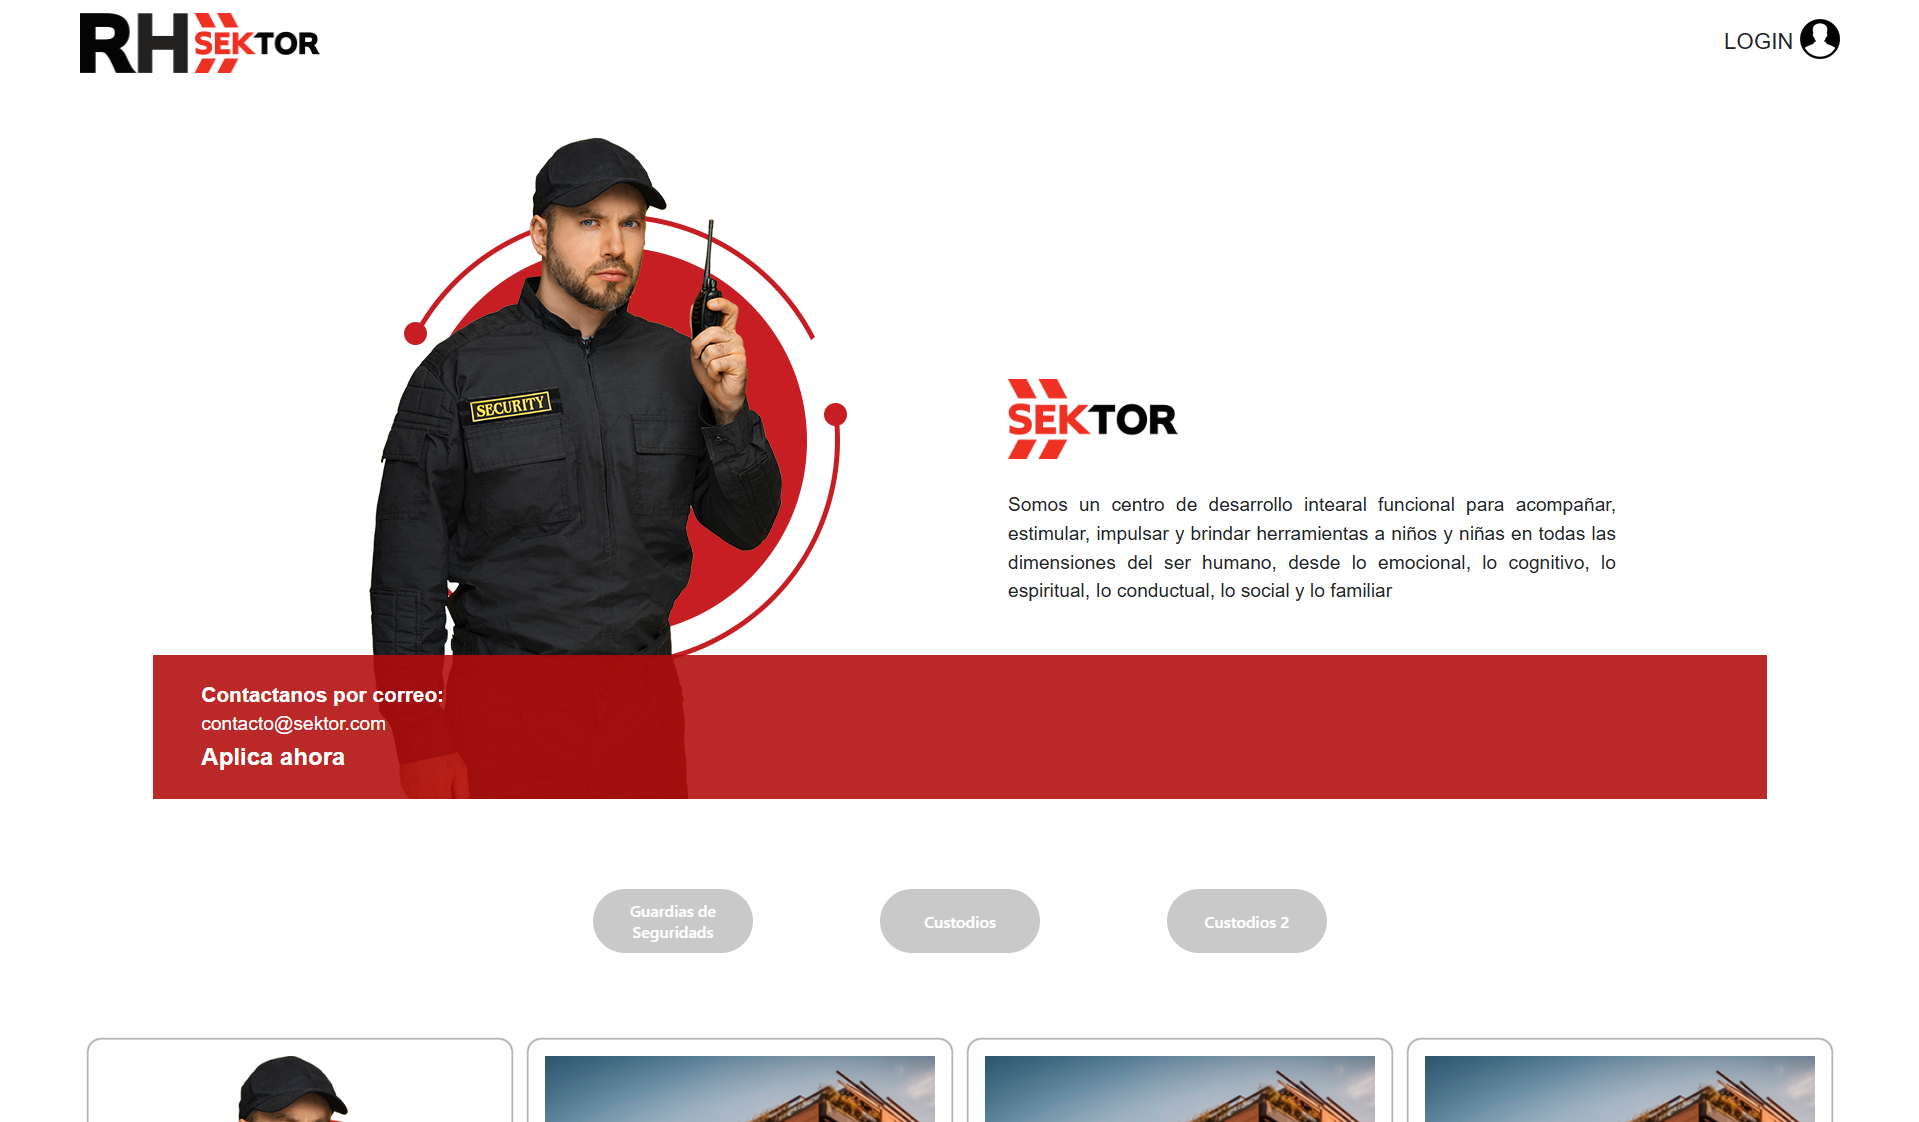 RH SEKTOR
LOGIN
SECURITY
SEKTOR
Somos un centro de desarrollo intearal funcional para acompañar,
estimular, impulsar y brindar herramientas a niños y niñas en todas las
dimensiones del ser humano, desde lo emocional, lo cognitivo, lo
espiritual, lo conductual, lo social y lo familiar
Contactanos por correo:
contacto@sektor.com
Aplica ahora
Guardias de
Seguridads
Custodios
Custodios 2